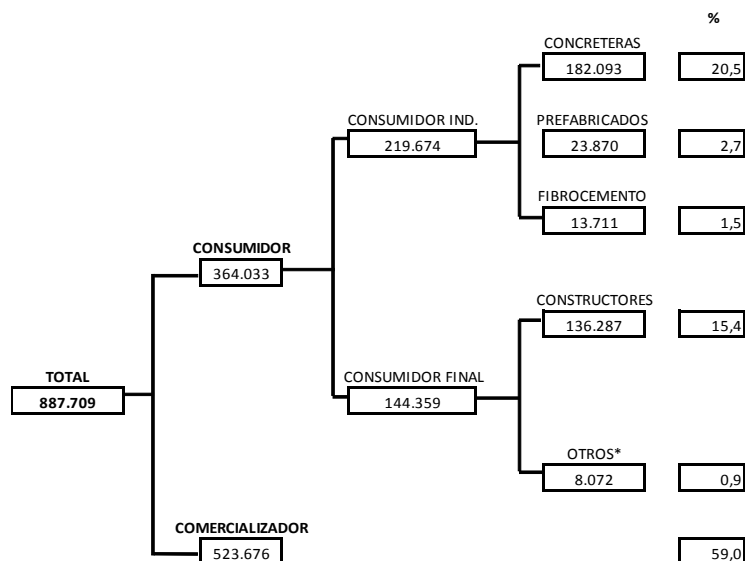 %
CONCRETERAS
182.093 20,5
CONSUMIDOR IND. PREFABRICADOS
219.674 23.870 2,7
FIBROCEMENTO
13.711 1,5
CONSUMIDOR
364.033
CONSTRUCTORES
136.287 15,4
TOTAL CONSUMIDOR FINAL
887.709 144.359
OTROS*
8.072 0,9
COMERCIALIZADOR
523.676 59,0